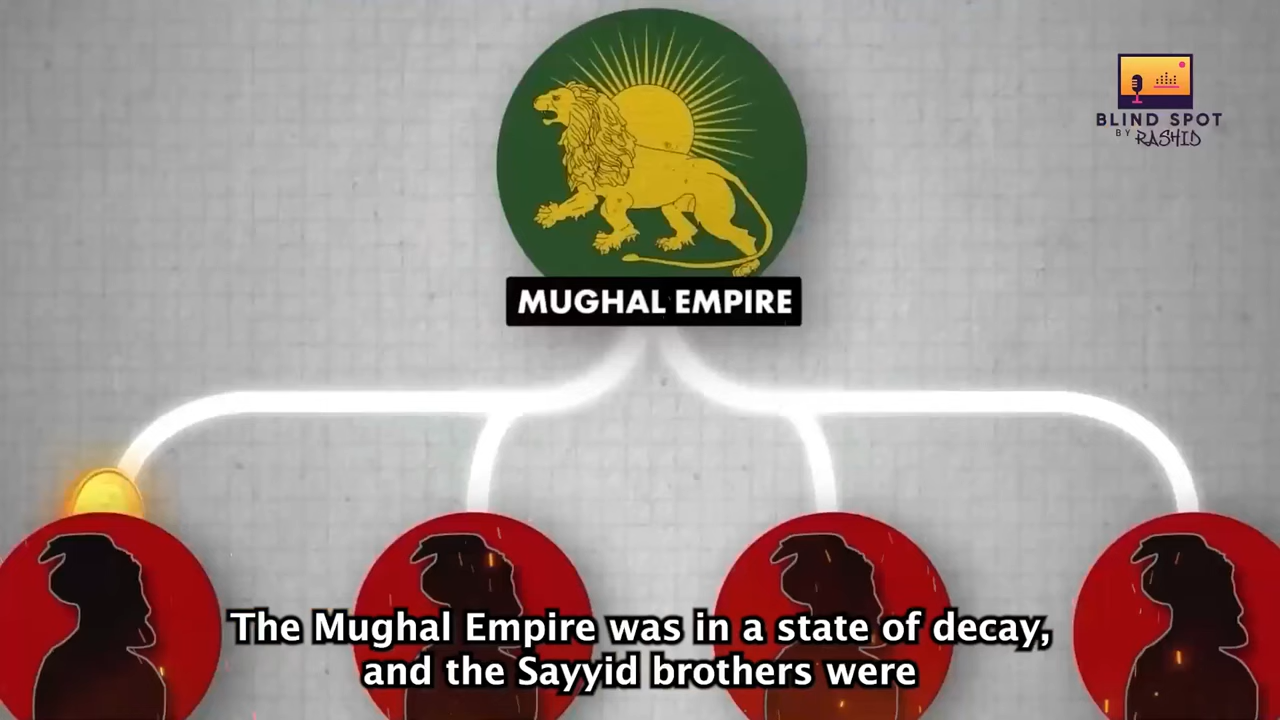 BLIND SPOT
BY RASHID
MUGHAL EMPIRE
The Mughal Empire was in a state of decay,
and the Sayyid brothers were